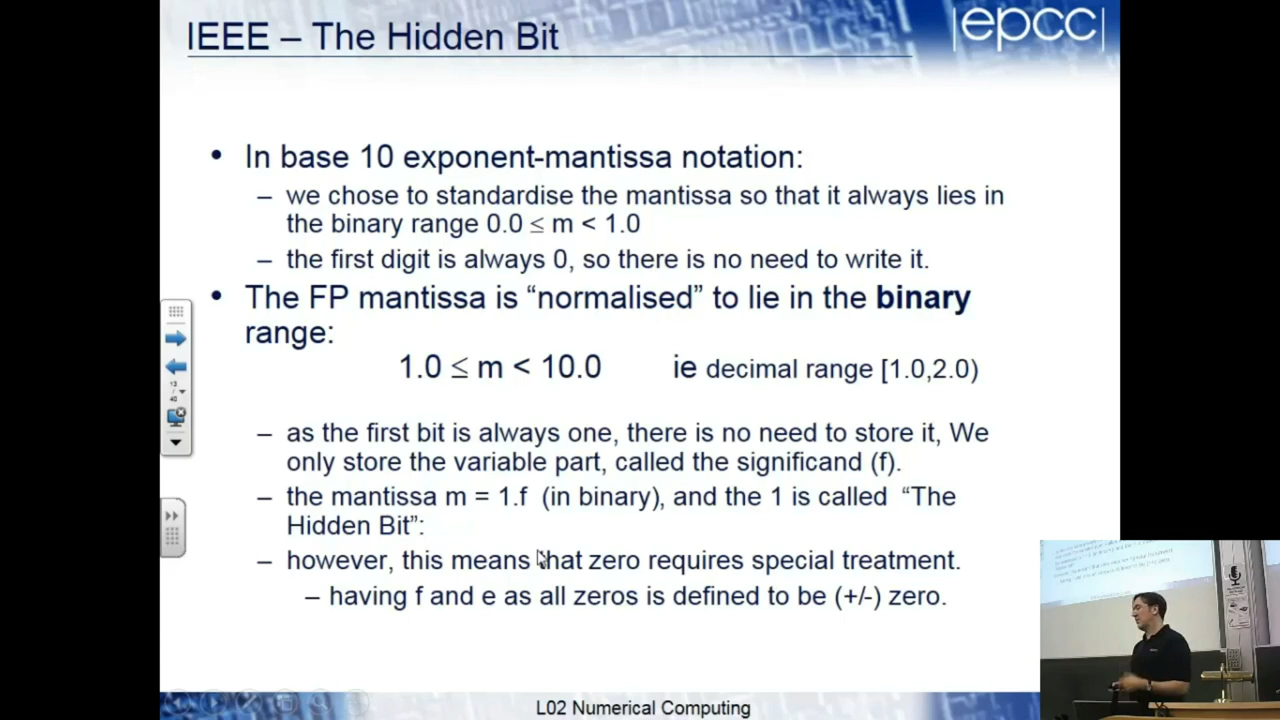 IEEE – The Hidden Bit
|epcc|
• In base 10 exponent-mantissa notation:
– we chose to standardise the mantissa so that it always lies in
the binary range 0.0 ≤ m < 1.0
– the first digit is always 0, so there is no need to write it.
• The FP mantissa is “normalised” to lie in the binary
range:
1.0 ≤ m < 10.0 ie decimal range [1.0,2.0)
– as the first bit is always one, there is no need to store it, We
only store the variable part, called the significand (f).
– the mantissa m = 1.f (in binary), and the 1 is called “The
Hidden Bit”:
– however, this means that zero requires special treatment.
– having f and e as all zeros is defined to be (+/-) zero.
13
/
40
L02 Numerical Computing